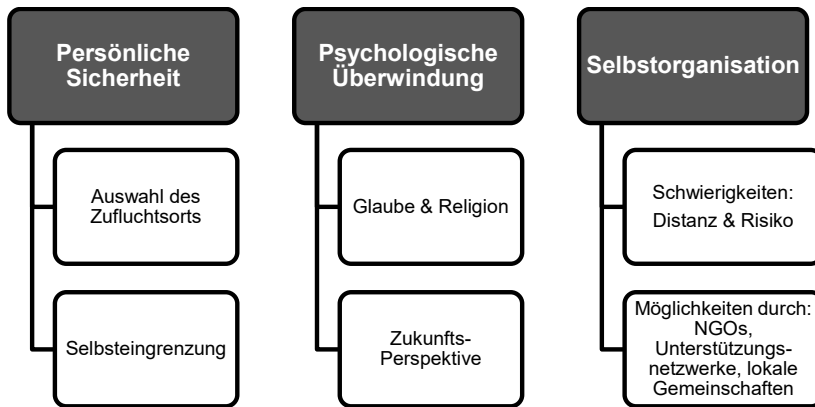 Persönliche
Sicherheit
Auswahl des
Zufluchtsorts
Selbsteingrenzung
Psychologische
Überwindung
Glaube & Religion
Zukunfts-
Perspektive
Selbstorganisation
Schwierigkeiten:
Distanz & Risiko
Möglichkeiten durch:
NGOs,
Unterstützungs-
netzwerke, lokale
Gemeinschaften